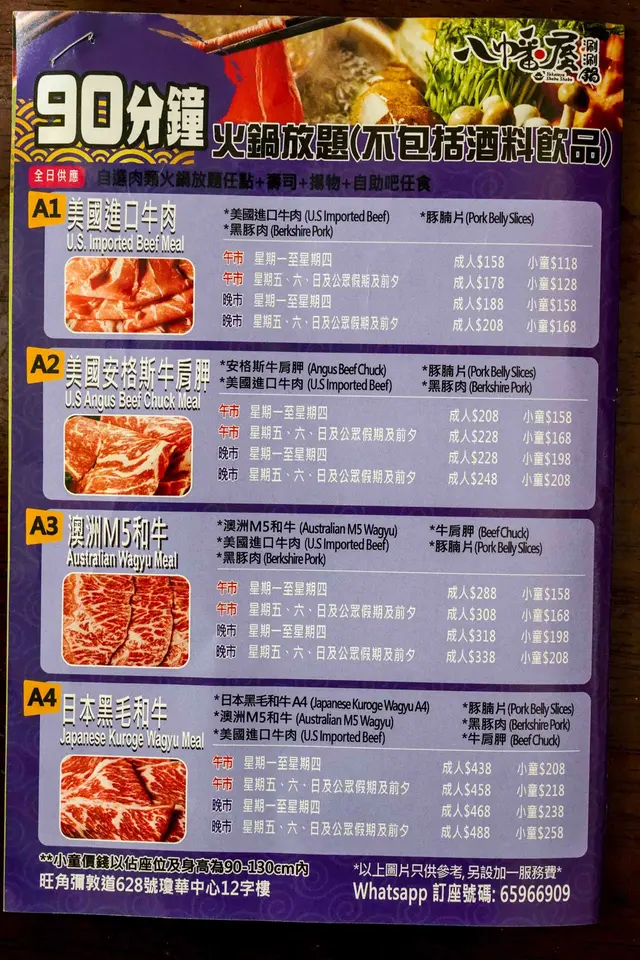 八巾番屋
涮涮鍋
Yahataya
Shabu Shabu
90分鐘
火鍋放題(不包括酒料飲品)
全日供應
自選肉類火鍋放題任點+壽司+揚物+自助吧任食
A1 美國進口牛肉
U.S. Imported Beef Meal
*美國進口牛肉 (U.S Imported Beef) *豚腩片(Pork Belly Slices)
*黑豚肉 (Berkshire Pork)
午市 星期一至星期四 成人$158 小童$118
午市 星期五、六、日及公眾假期及前夕 成人$178 小童$128
晚市 星期一至星期四 成人$188 小童$158
晚市 星期五、六、日及公眾假期及前夕 成人$208 小童$168
A2 美國安格斯牛肩胛
U.S Angus Beef Chuck Meal
*安格斯牛肩胛 (Angus Beef Chuck) *豚腩片(Pork Belly Slices)
*美國進口牛肉 (U.S Imported Beef) *黑豚肉 (Berkshire Pork)
午市 星期一至星期四 成人$208 小童$158
午市 星期五、六、日及公眾假期及前夕 成人$228 小童$168
晚市 星期一至星期四 成人$228 小童$198
晚市 星期五、六、日及公眾假期及前夕 成人$248 小童$208
A3 澳洲M5和牛
Australian Wagyu Meal
*澳洲M5和牛 (Australian M5 Wagyu) *牛肩胛 (Beef Chuck)
*美國進口牛肉 (U.S Imported Beef) *豚腩片(Pork Belly Slices)
*黑豚肉 (Berkshire Pork)
午市 星期一至星期四 成人$288 小童$158
午市 星期五、六、日及公眾假期及前夕 成人$308 小童$168
晚市 星期一至星期四 成人$318 小童$198
晚市 星期五、六、日及公眾假期及前夕 成人$338 小童$208
A4 日本黑毛和牛
Japanese Kuroge Wagyu Meal
*日本黑毛和牛A4 (Japanese Kuroge Wagyu A4) *豚腩片(Pork Belly Slices)
*澳洲M5和牛 (Australian M5 Wagyu) *黑豚肉 (Berkshire Pork)
*美國進口牛肉 (U.S Imported Beef) *牛肩胛 (Beef Chuck)
午市 星期一至星期四 成人$438 小童$208
午市 星期五、六、日及公眾假期及前夕 成人$458 小童$218
晚市 星期一至星期四 成人$468 小童$238
晚市 星期五、六、日及公眾假期及前夕 成人$488 小童$258
**小童價錢以佔座位及身高為90-130cm內
*以上圖片只供參考, 另設加一服務費*
旺角彌敦道628號瓊華中心12字樓
Whatsapp 訂座號碼: 65966909